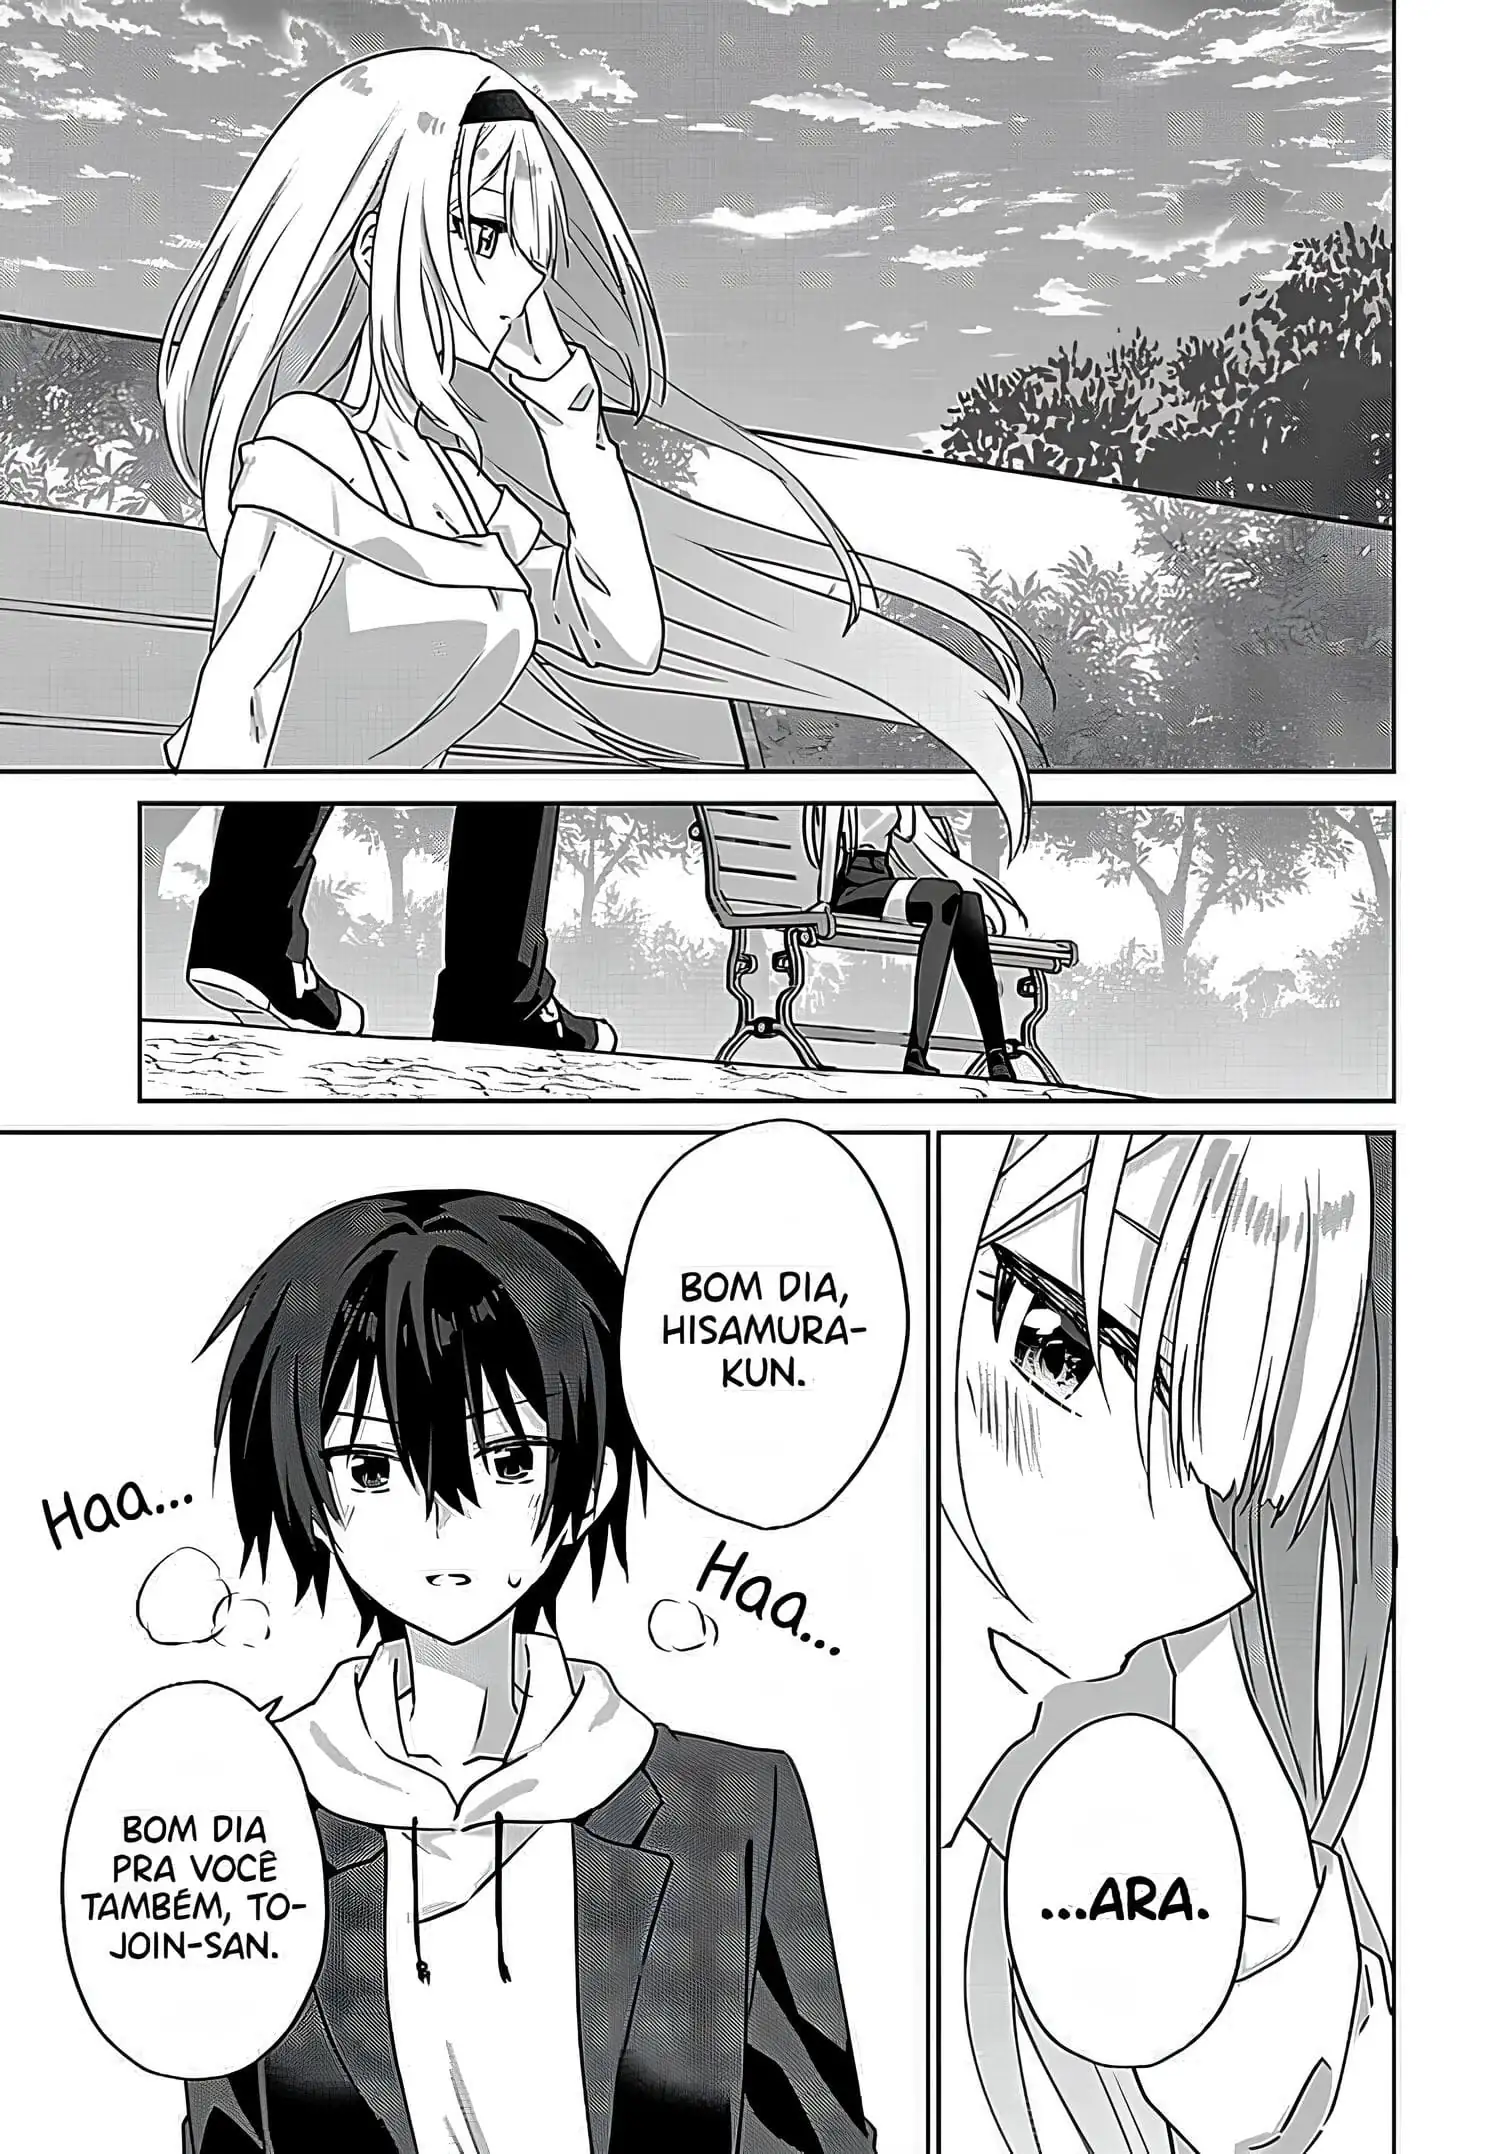 ...ARA.
BOM DIA,
HISAMURA-
KUN.
Haa...
Haa...
BOM DIA
PRA VOCÊ
TAMBÉM, TO-
JOIN-SAN.